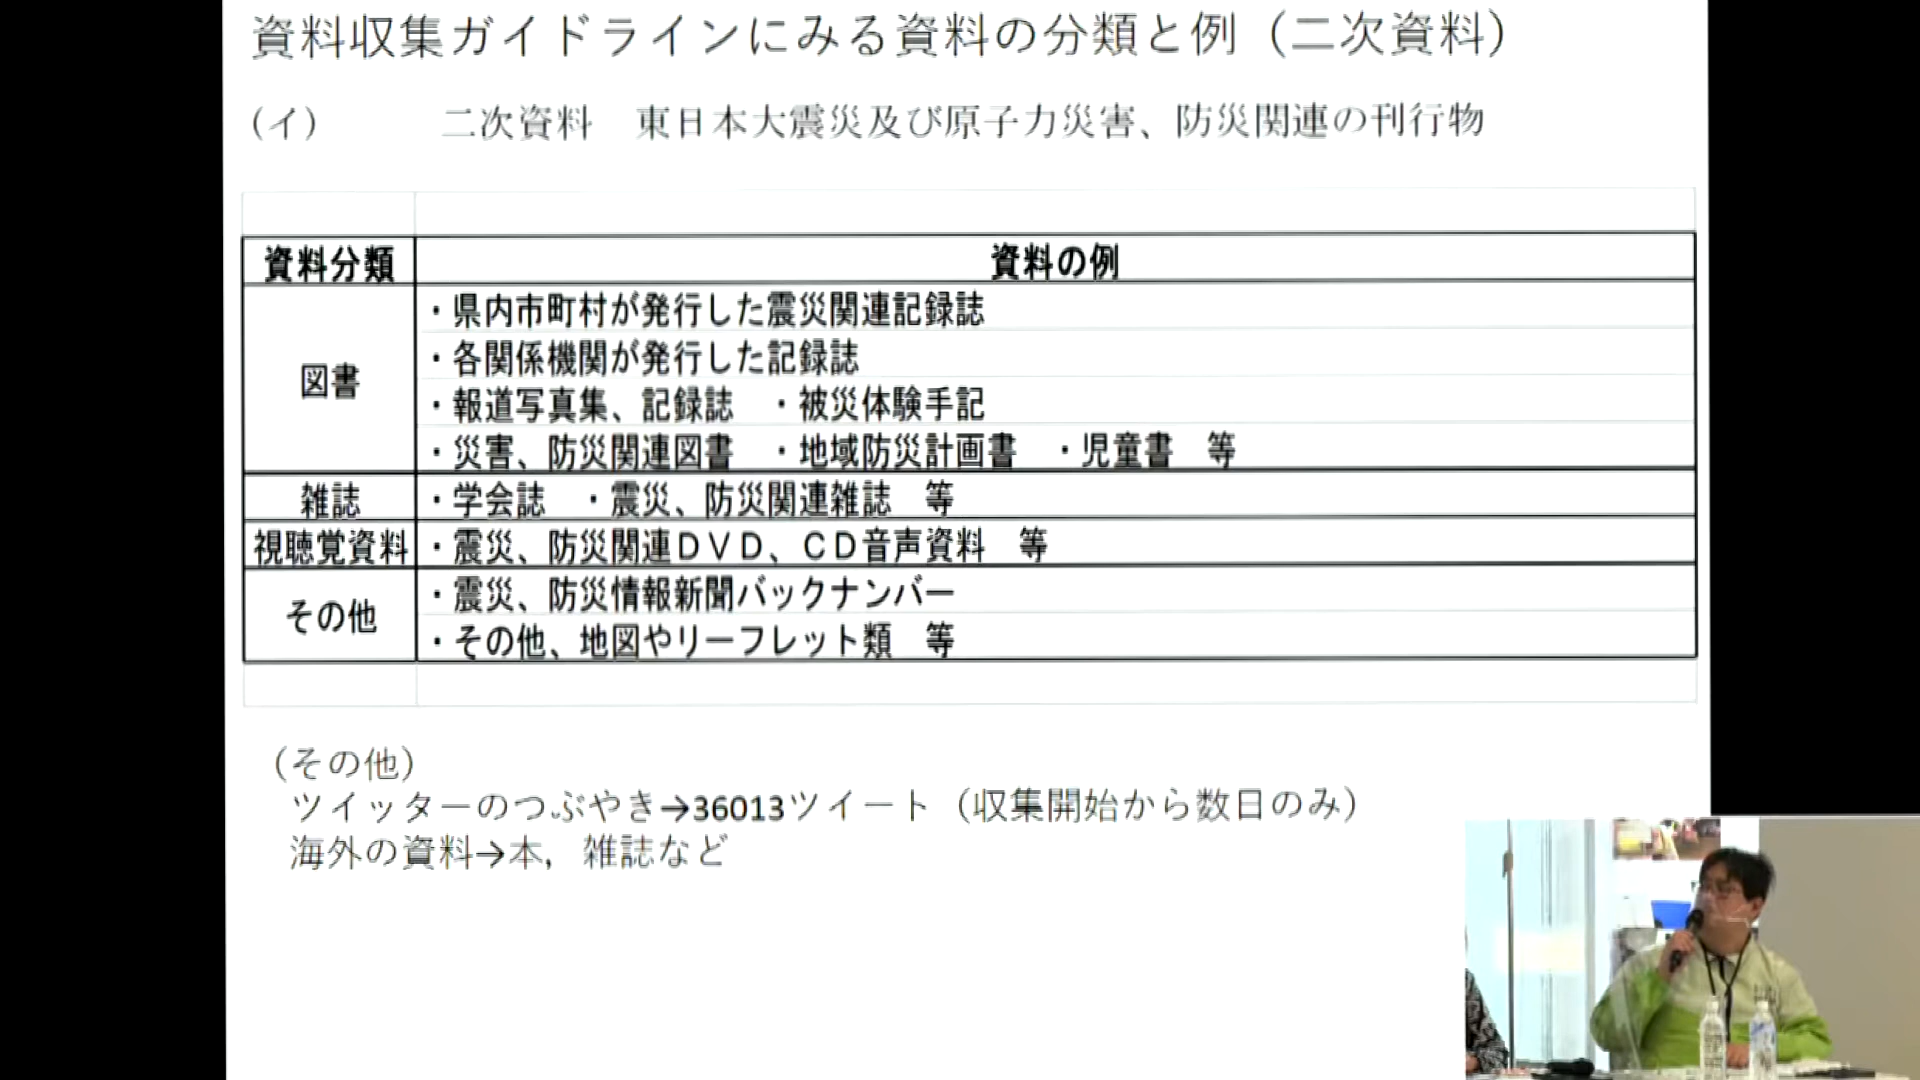 資料収集ガイドラインにみる資料の分類と例（二次資料）
（イ）　二次資料　東日本大震災及び原子力災害、防災関連の刊行物
資料分類　資料の例
図書
・県内市町村が発行した震災関連記録誌
・各関係機関が発行した記録誌
・報道写真集、記録誌　・被災体験手記
・災害、防災関連図書　・地域防災計画書　・児童書　等
雑誌　・学会誌　・震災、防災関連雑誌　等
視聴覚資料　・震災、防災関連ＤＶＤ、ＣＤ音声資料　等
その他
・震災、防災情報新聞バックナンバー
・その他、地図やリーフレット類　等
（その他）
ツイッターのつぶやき→36013ツイート（収集開始から数日のみ）
海外の資料→本，雑誌など